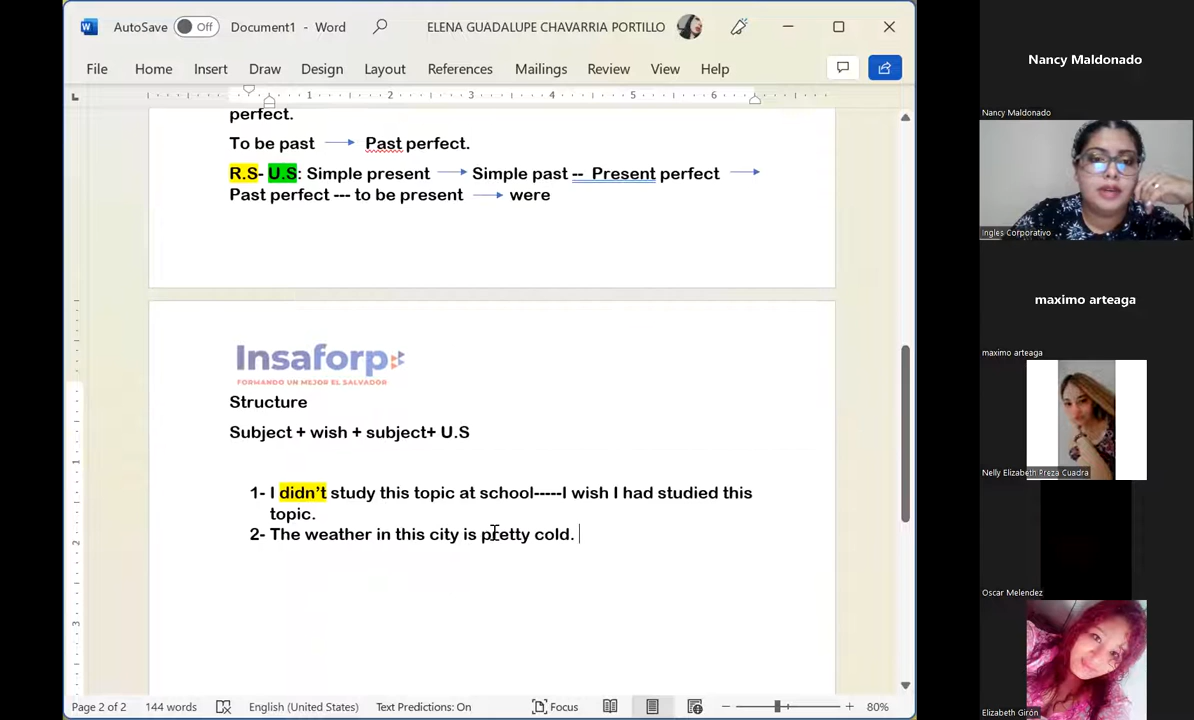 AutoSave Off Document1 - Word ELENA GUADALUPE CHAVARRIA PORTILLO
File Home Insert Draw Design Layout References Mailings Review View Help
perfect.
To be past Past perfect.
R.S- U.S: Simple present Simple past -- Present perfect
Past perfect --- to be present were
Insaforp
FORMANDO UN MEJOR EL SALVADOR
Structure
Subject + wish + subject+ U.S
1- I didn't study this topic at school-----I wish I had studied this
topic.
2- The weather in this city is pretty cold.
Page 2 of 2 144 words English (United States) Text Predictions: On Focus 80%
Nancy Maldonado
Nancy Maldonado
Ingles Corporativo
maximo arteaga
maximo arteaga
Nelly Elizabeth Preza Cuadra
Oscar Melendez
Elizabeth Girón